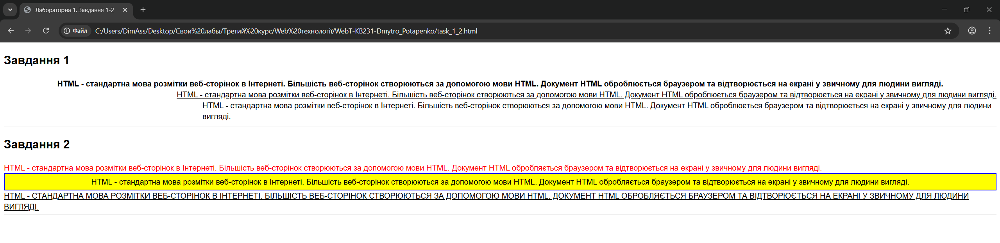 Лабораторна 1. Завдання 1-2
Файл C:/Users/DimAss/Desktop/Свои%20лабы/Третий%20курс/Web%20технології/WebT-KB231-Dmytro_Potapenko/task_1_2.html
Завдання 1
HTML - стандартна мова розмітки веб-сторінок в Інтернеті. Більшість веб-сторінок створюються за допомогою мови HTML. Документ HTML оброблюється браузером та відтворюється на екрані у звичному для людини вигляді.
HTML - стандартна мова розмітки веб-сторінок в Інтернеті. Більшість веб-сторінок створюються за допомогою мови HTML. Документ HTML оброблюється браузером та відтворюється на екрані у звичному для людини вигляді.
HTML - стандартна мова розмітки веб-сторінок в Інтернеті. Більшість веб-сторінок створюються за допомогою мови HTML. Документ HTML оброблюється браузером та відтворюється на екрані у звичному для людини
вигляді.
Завдання 2
HTML - стандартна мова розмітки веб-сторінок в Інтернеті. Більшість веб-сторінок створюються за допомогою мови HTML. Документ HTML обробляється браузером та відтворюється на екрані у звичному для людини вигляді.
HTML - стандартна мова розмітки веб-сторінок в Інтернеті. Більшість веб-сторінок створюються за допомогою мови HTML. Документ HTML обробляється браузером та відтворюється на екрані у звичному для людини вигляді.
HTML - СТАНДАРТНА МОВА РОЗМІТКИ ВЕБ-СТОРІНОК В ІНТЕРНЕТІ. БІЛЬШІСТЬ ВЕБ-СТОРІНОК СТВОРЮЮТЬСЯ ЗА ДОПОМОГОЮ МОВИ HTML. ДОКУМЕНТ HTML ОБРОБЛЯЄТЬСЯ БРАУЗЕРОМ ТА ВІДТВОРЮЄТЬСЯ НА ЕКРАНІ У ЗВИЧНОМУ ДЛЯ ЛЮДИНИ
ВИГЛЯДІ.